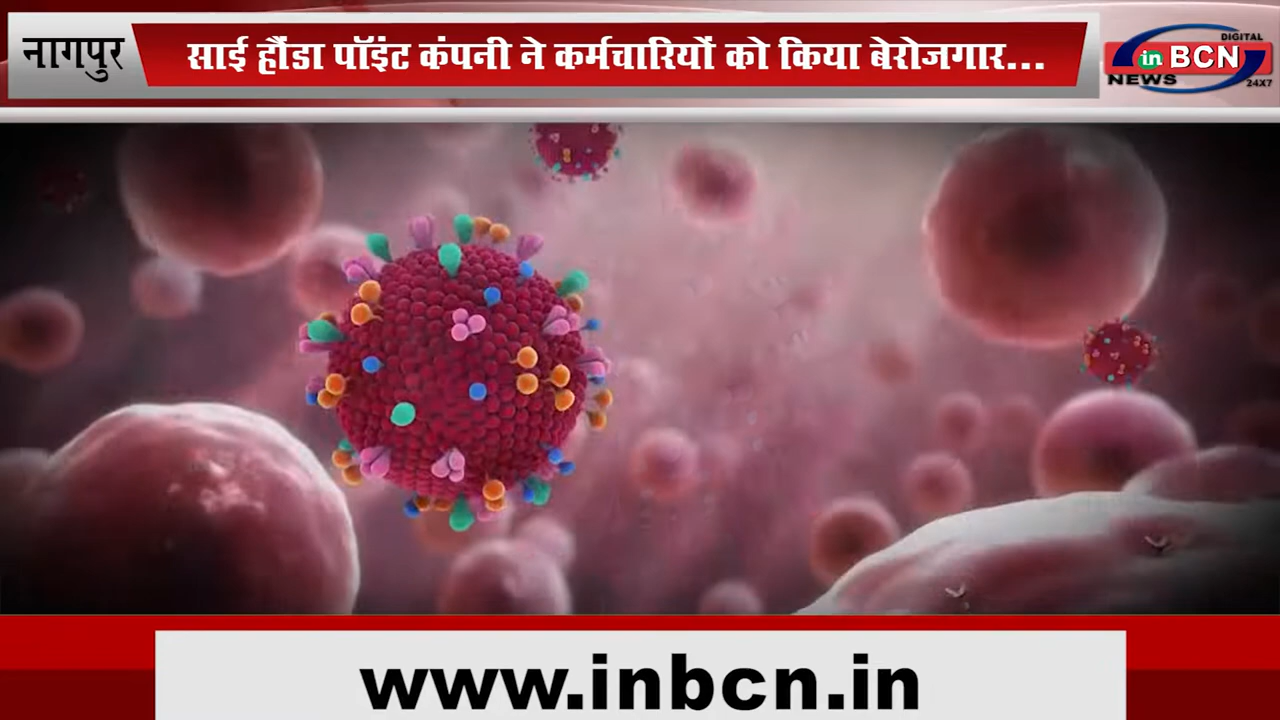 नागपुर
साई हौंडा पॉइंट कंपनी ने कर्मचारियों को किया बेरोजगार...
DIGITAL
in BCN
NEWS
24X7
www.inbcn.in